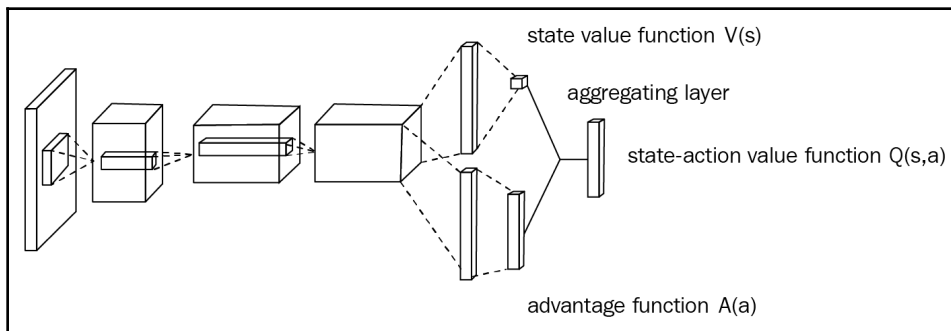 state value function V(s)
aggregating layer
state-action value function Q(s,a)
advantage function A(a)